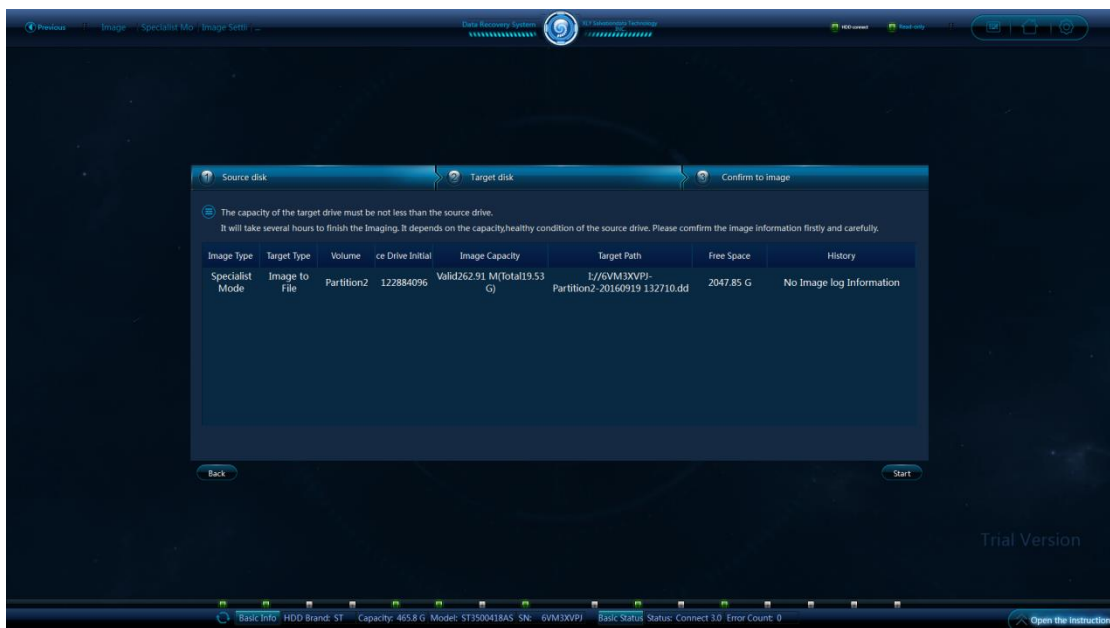 Previous Image Specialist Mo Image Setti ...
Data Recovery System
XLY Salvationdata Technology
INC.
HDD connect Read-only
1 Source disk 2 Target disk 3 Confirm to image
The capacity of the target drive must be not less than the source drive.
It will take several hours to finish the Imaging. It depends on the capacity,healthy condition of the source drive. Please comfirm the image information firstly and carefully.
Image Type Target Type Volume ce Drive Initial Image Capacity Target Path Free Space History
Specialist Mode Image to File Partition2 122884096 Valid262.91 M(Total19.53 G) I://6VM3XVPJ-Partition2-20160919 132710.dd 2047.85 G No Image log Information
Back Start
Trial Version
Basic Info HDD Brand: ST Capacity: 465.8 G Model: ST3500418AS SN: 6VM3XVPJ Basic Status Status: Connect 3.0 Error Count: 0
Open the instruction